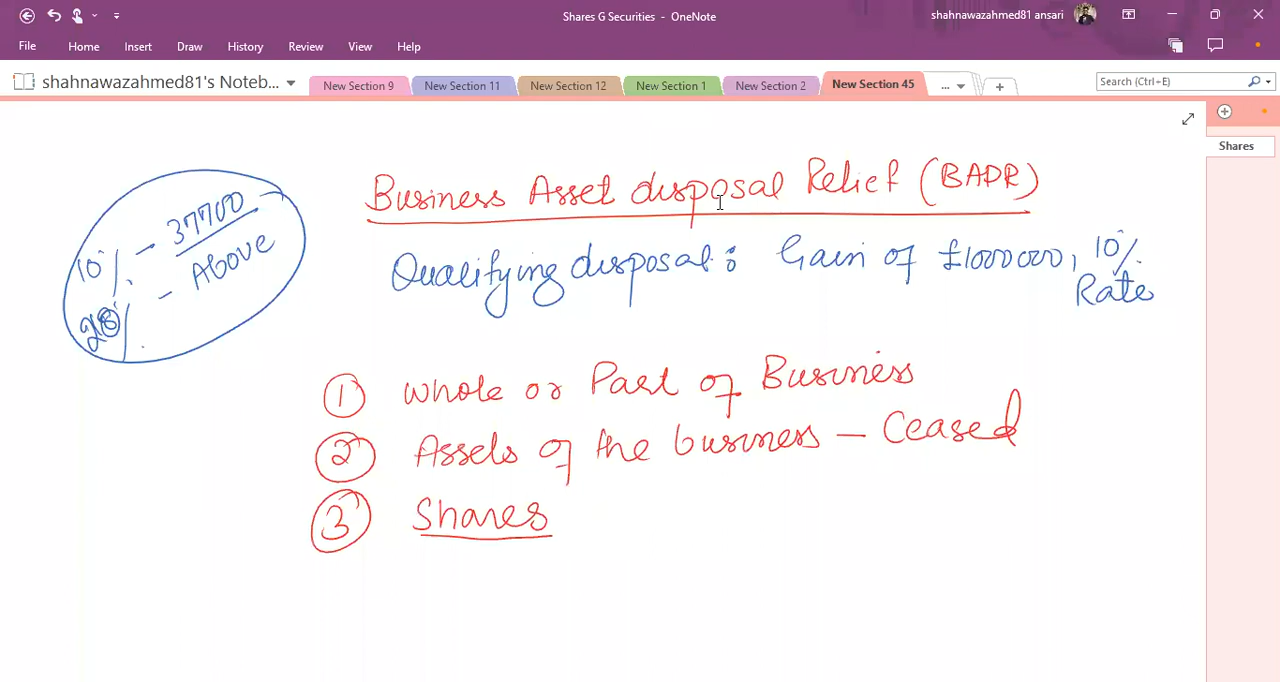 Shares G Securities - OneNote
shahnawazahmed81 ansari
File Home Insert Draw History Review View Help
shahnawazahmed81's Noteb...
New Section 9
New Section 11
New Section 12
New Section 1
New Section 2
New Section 45
...
Search (Ctrl+E)
Shares
Business Asset disposal Relief (BADR)
Qualifying disposal : Gain of £1000000, 10%
Rate
10% - 37700
20% - Above
① Whole or Part of Business
② Assets of the business - Ceased
③ Shares